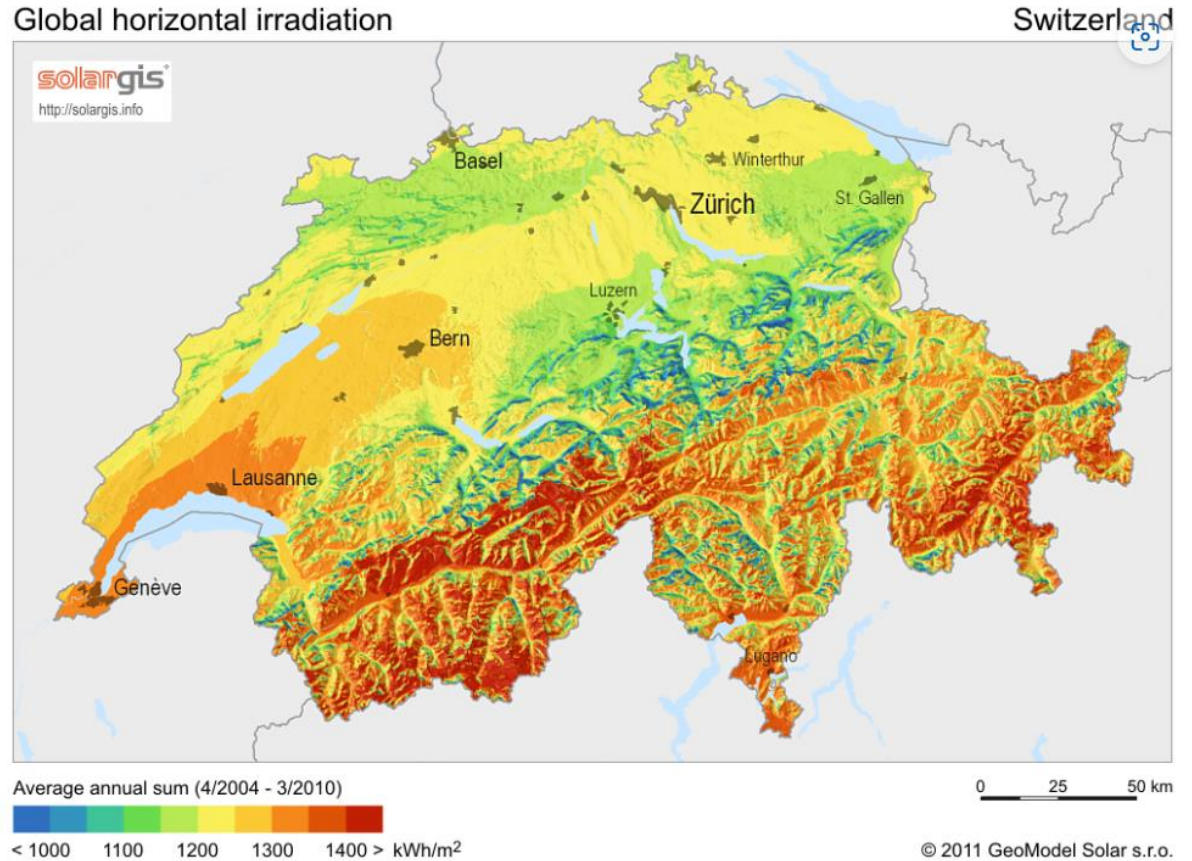 Global horizontal irradiation
Switzerland
solargis
http://solargis.info
Basel
Winterthur
Zürich
St. Gallen
Luzern
Bern
Lausanne
Genève
Lugano
Average annual sum (4/2004 - 3/2010)
< 1000 1100 1200 1300 1400 > kWh/m²
0 25 50 km
© 2011 GeoModel Solar s.r.o.